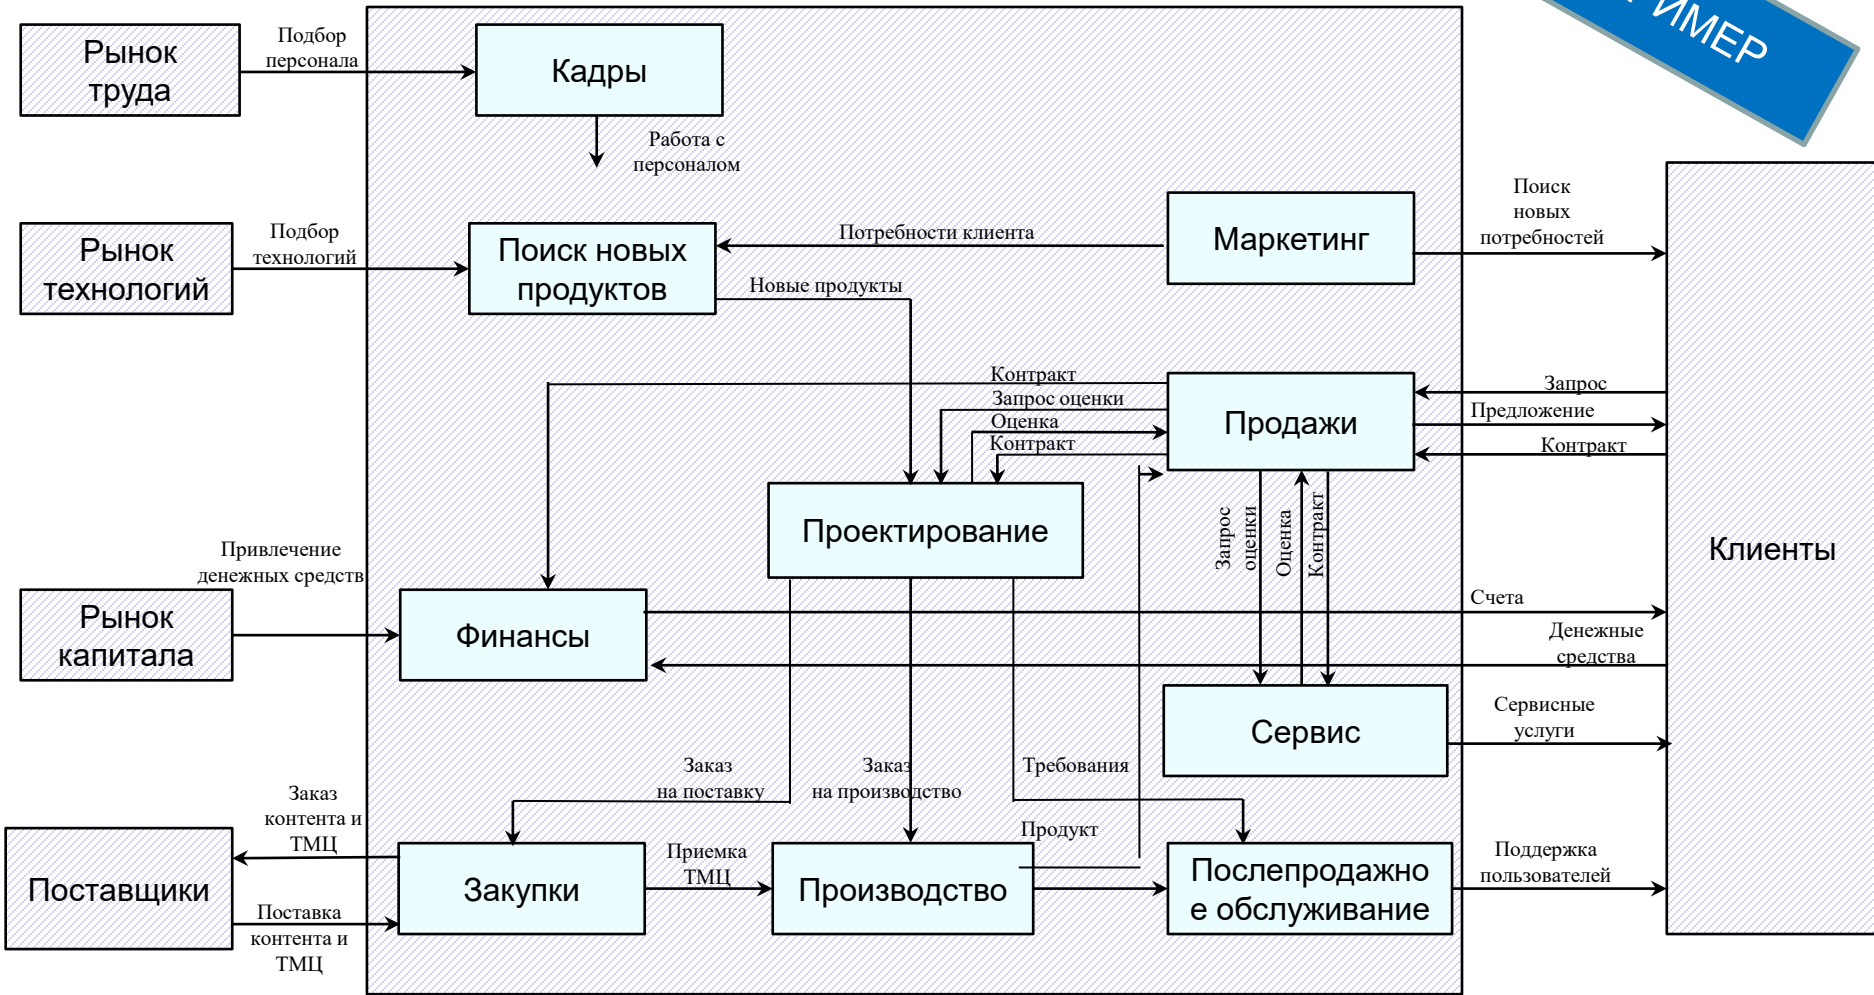 ИМЕР
Рынок
труда
Подбор
персонала
Кадры
Работа с
персоналом
Рынок
технологий
Подбор
технологий
Поиск новых
продуктов
Потребности клиента
Новые продукты
Маркетинг
Поиск
новых
потребностей
Контракт
Запрос оценки
Оценка
Контракт
Продажи
Запрос
Предложение
Контракт
Проектирование
Запрос
оценки
Оценка
Контракт
Клиенты
Привлечение
денежных средств
Рынок
капитала
Финансы
Счета
Денежные
средства
Сервис
Сервисные
услуги
Заказ
на поставку
Заказ
на производство
Требования
Заказ
контента и
ТМЦ
Поставщики
Поставка
контента и
ТМЦ
Закупки
Приемка
ТМЦ
Производство
Продукт
Послепродажно
е обслуживание
Поддержка
пользователей